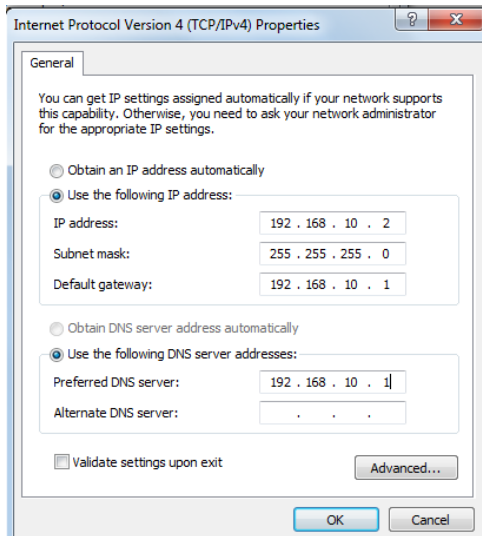 Internet Protocol Version 4 (TCP/IPv4) Properties
? X
General
You can get IP settings assigned automatically if your network supports
this capability. Otherwise, you need to ask your network administrator
for the appropriate IP settings.
Obtain an IP address automatically
Use the following IP address:
IP address: 192 . 168 . 10 . 2
Subnet mask: 255 . 255 . 255 . 0
Default gateway: 192 . 168 . 10 . 1
Obtain DNS server address automatically
Use the following DNS server addresses:
Preferred DNS server: 192 . 168 . 10 . 1
Alternate DNS server: . . .
Validate settings upon exit
Advanced...
OK Cancel